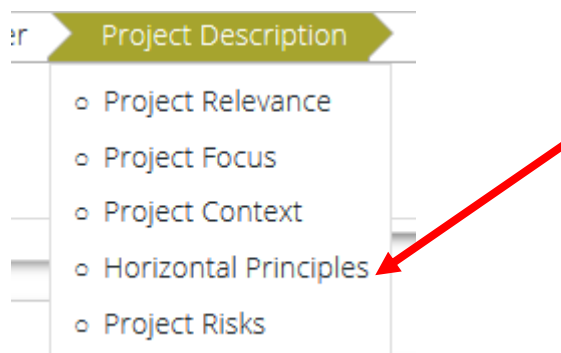 er Project Description
Project Relevance
Project Focus
Project Context
Horizontal Principles
Project Risks